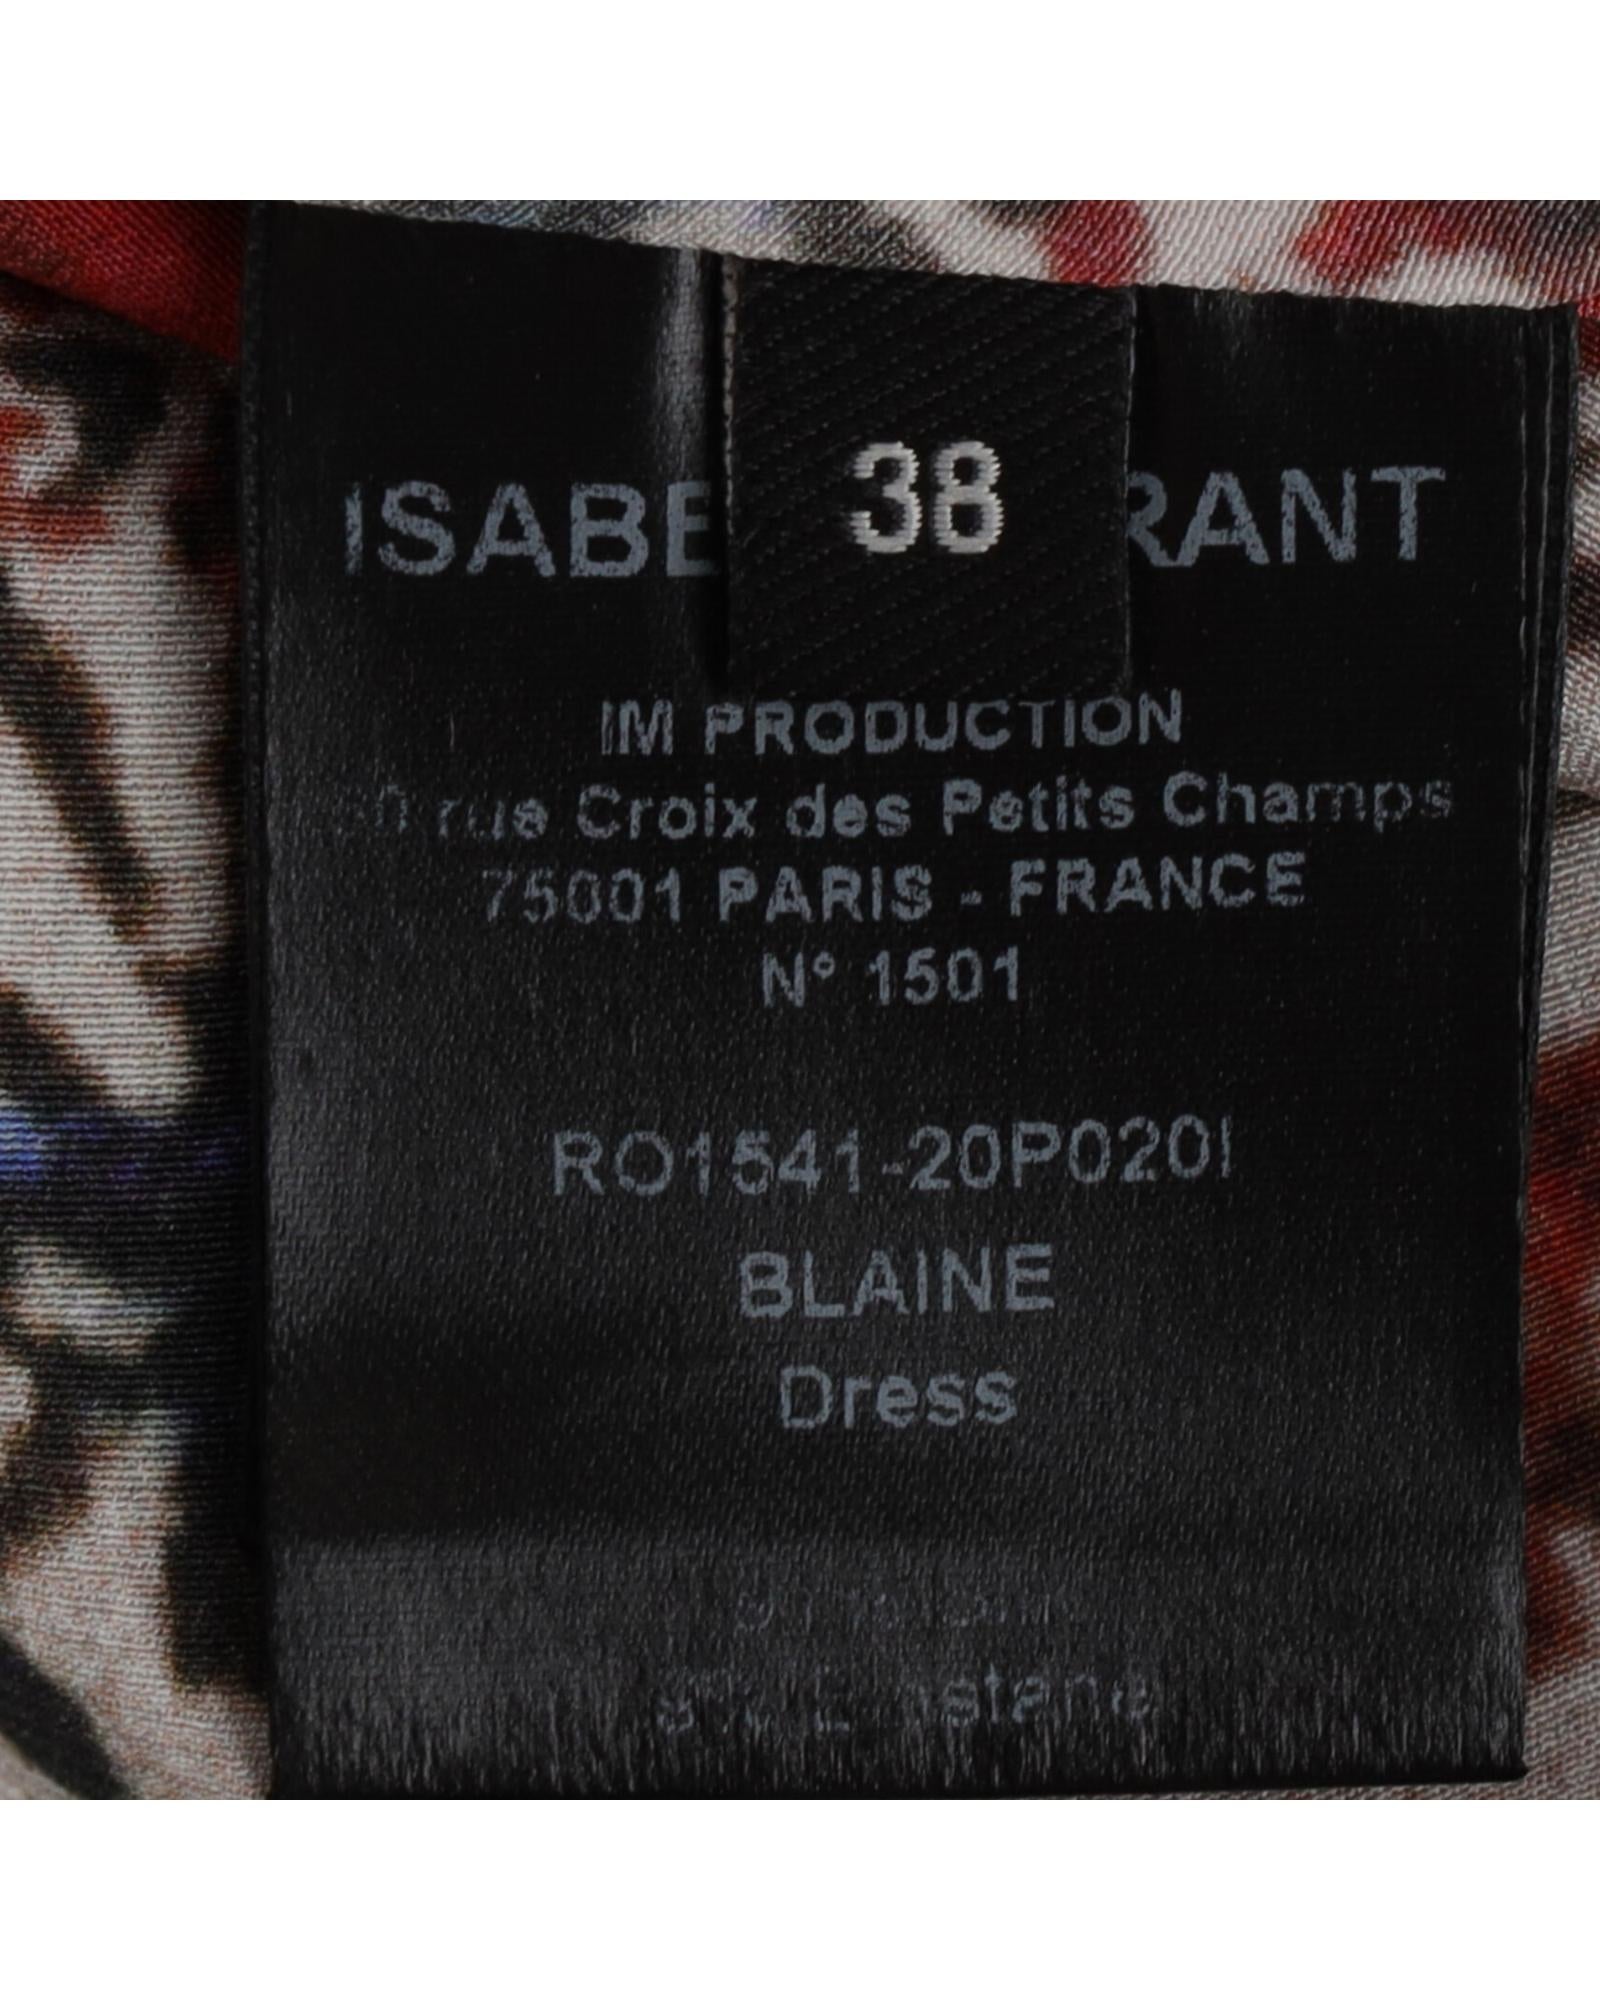 38
ISABE RANT
IM PRODUCTION
rue Croix des Petits Champs
75001 PARIS - FRANCE
N° 1501
RO1541-20P020I
BLAINE
Dress